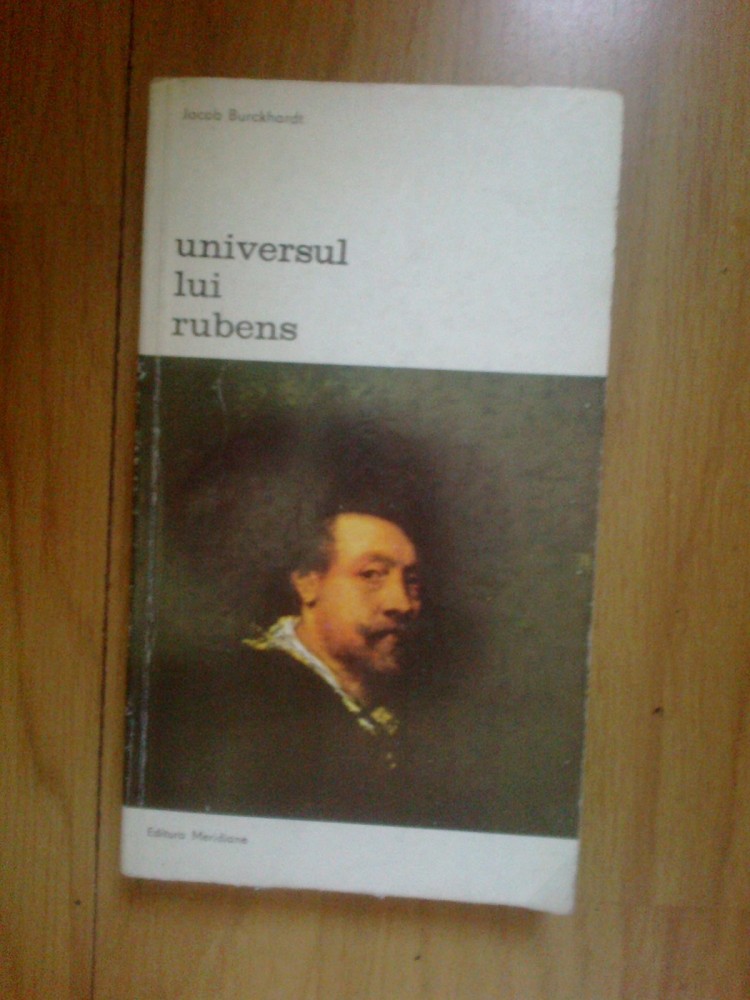 Jacob Burckhardt
universul
lui
rubens
Editura Meridiane